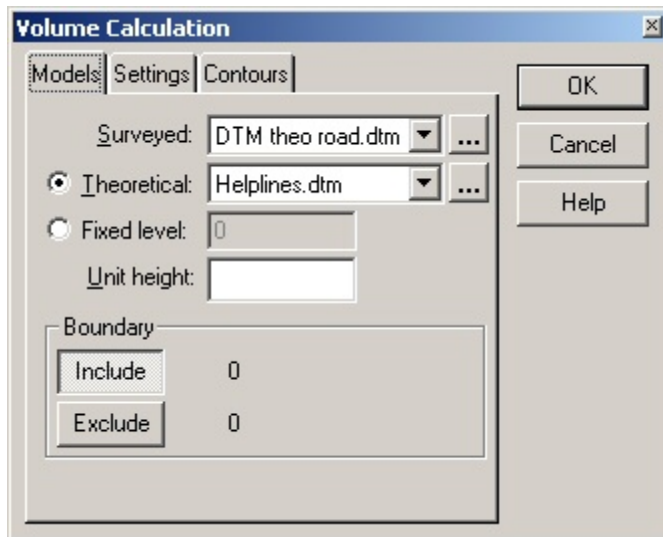 Volume Calculation
Models Settings Contours
OK
Surveyed: DTM theo road.dtm ...
Cancel
Theoretical: Helplines.dtm ...
Help
Fixed level: 0
Unit height:
Boundary
Include 0
Exclude 0